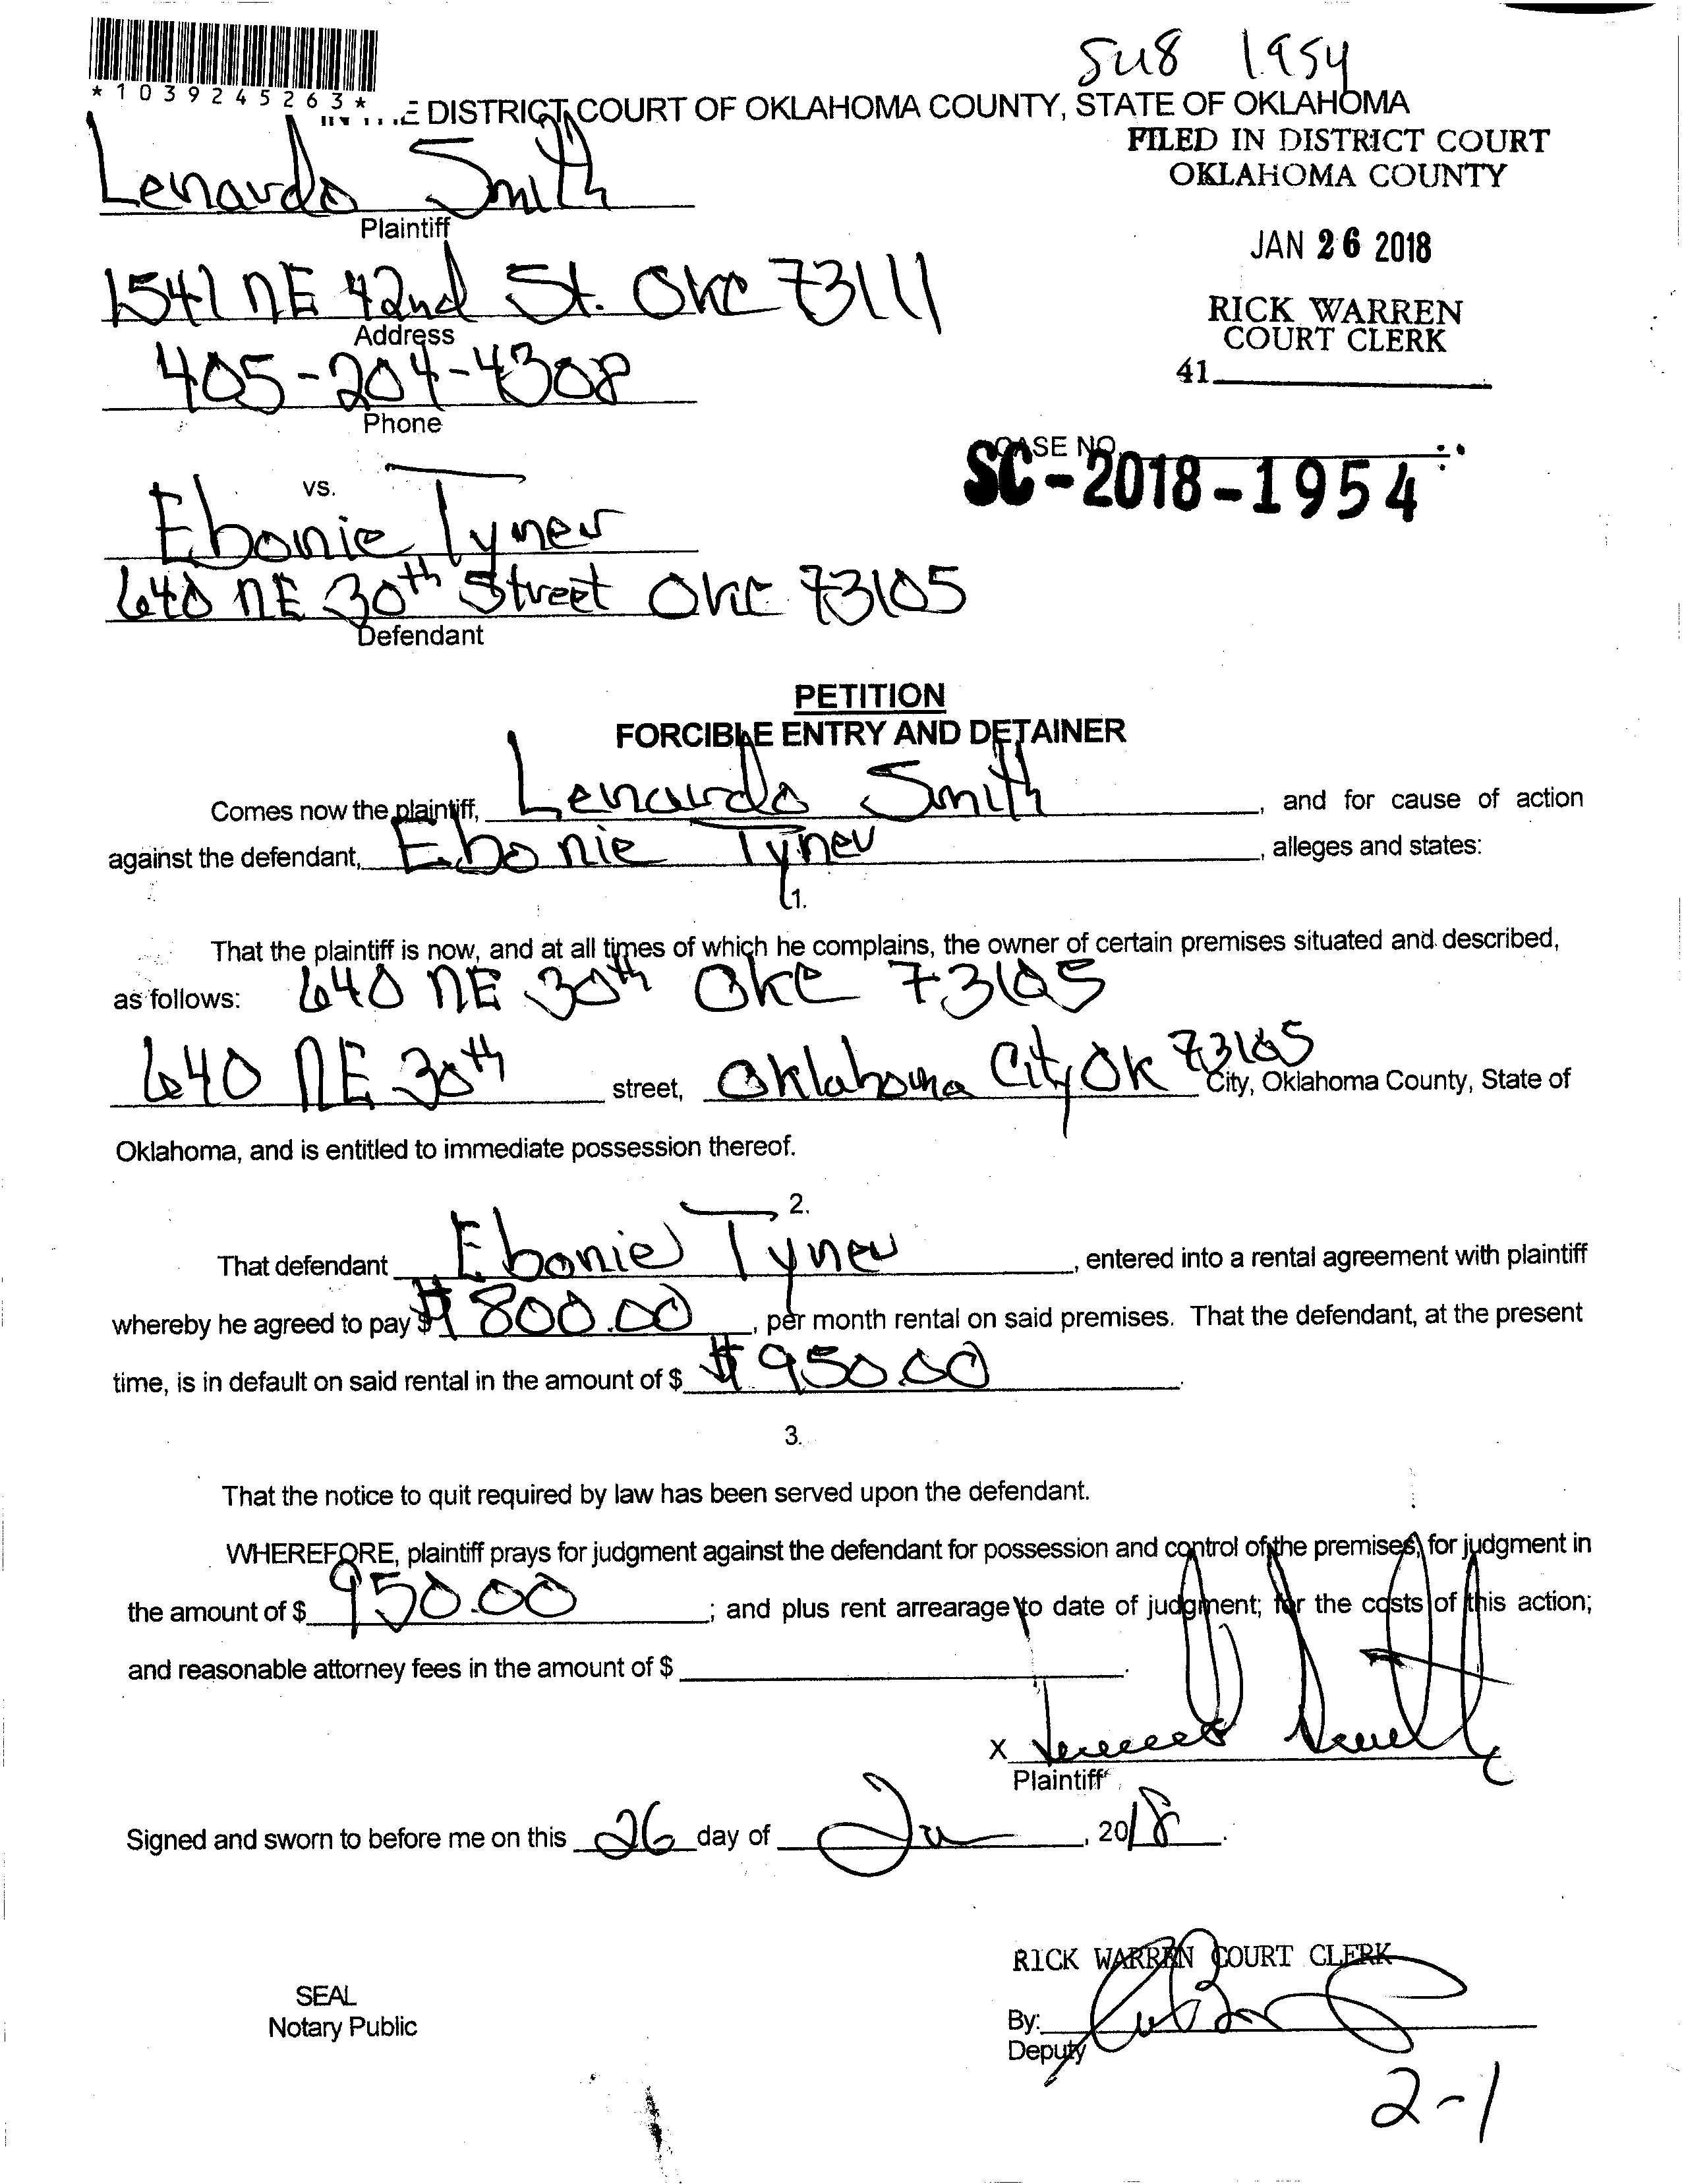 SU8 1954
*1039245263*
E DISTRICT COURT OF OKLAHOMA COUNTY, STATE OF OKLAHOMA
FILED IN DISTRICT COURT
OKLAHOMA COUNTY
Lenardo Smith
Plaintiff
JAN 26 2018
1541 NE 42nd St. OKC 73111
Address
RICK WARREN
COURT CLERK
405-204-4308
41
Phone
CASE NO.
SC-2018-1954
vs.
Ebonie Tyner
640 NE 30th Street OKC 73105
Defendant
PETITION
FORCIBLE ENTRY AND DETAINER
Comes now the plaintiff, Lenardo Smith, and for cause of action
against the defendant, Ebonie Tyner, alleges and states:
1.
That the plaintiff is now, and at all times of which he complains, the owner of certain premises situated and described,
as follows: 640 NE 30th OKC 73105
640 NE 30th street, Oklahoma City, OK 73105 City, Oklahoma County, State of
Oklahoma, and is entitled to immediate possession thereof.
2.
That defendant Ebonie Tyner, entered into a rental agreement with plaintiff
whereby he agreed to pay $ $800.00, per month rental on said premises. That the defendant, at the present
time, is in default on said rental in the amount of $ $950.00.
3.
That the notice to quit required by law has been served upon the defendant.
WHEREFORE, plaintiff prays for judgment against the defendant for possession and control of the premises; for judgment in
the amount of $ 950.00; and plus rent arrearage to date of judgment; for the costs of this action;
and reasonable attorney fees in the amount of $ .
X
Plaintiff
Signed and sworn to before me on this 26 day of Jan, 2018.
RICK WARREN COURT CLERK
SEAL
Notary Public
By:
Deputy
2-1